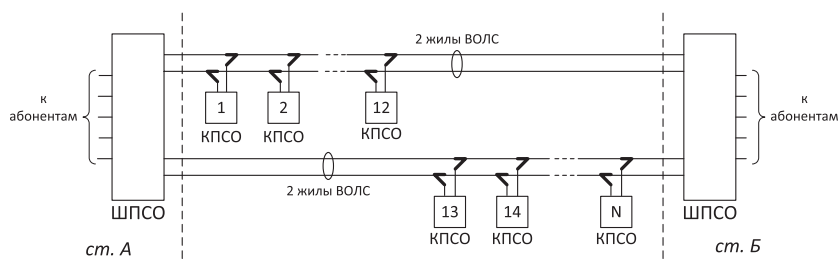 2 жилы ВОЛС
к
абонентам
1
2
12
КПСО
КПСО
КПСО
к
абонентам
2 жилы ВОЛС
13
14
N
КПСО
КПСО
КПСО
ШПСО
ШПСО
ст. А
ст. Б